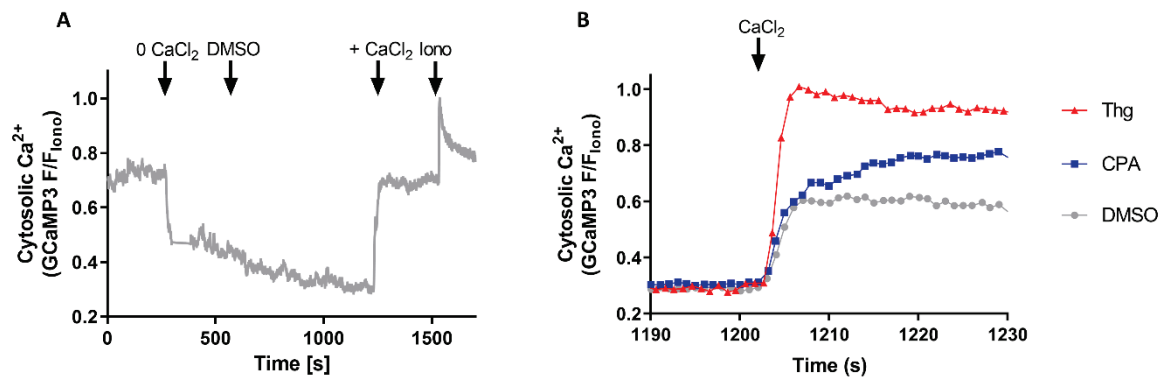 A
0 CaCl2 DMSO + CaCl2 Iono
Cytosolic Ca2+
(GCaMP3 F/FIono)
1.0
0.8
0.6
0.4
0.2
0 500 1000 1500
Time [s]
B
CaCl2
Cytosolic Ca2+
(GCaMP3 F/FIono)
1.0
0.8
0.6
0.4
0.2
1190 1200 1210 1220 1230
Time (s)
Thg
CPA
DMSO